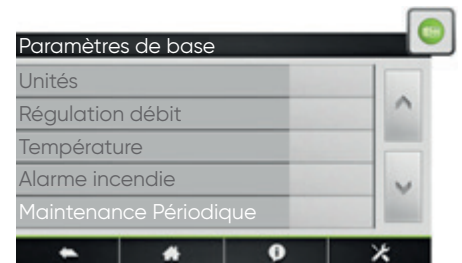 Paramètres de base
Unités
Régulation débit
Température
Alarme incendie
Maintenance Périodique